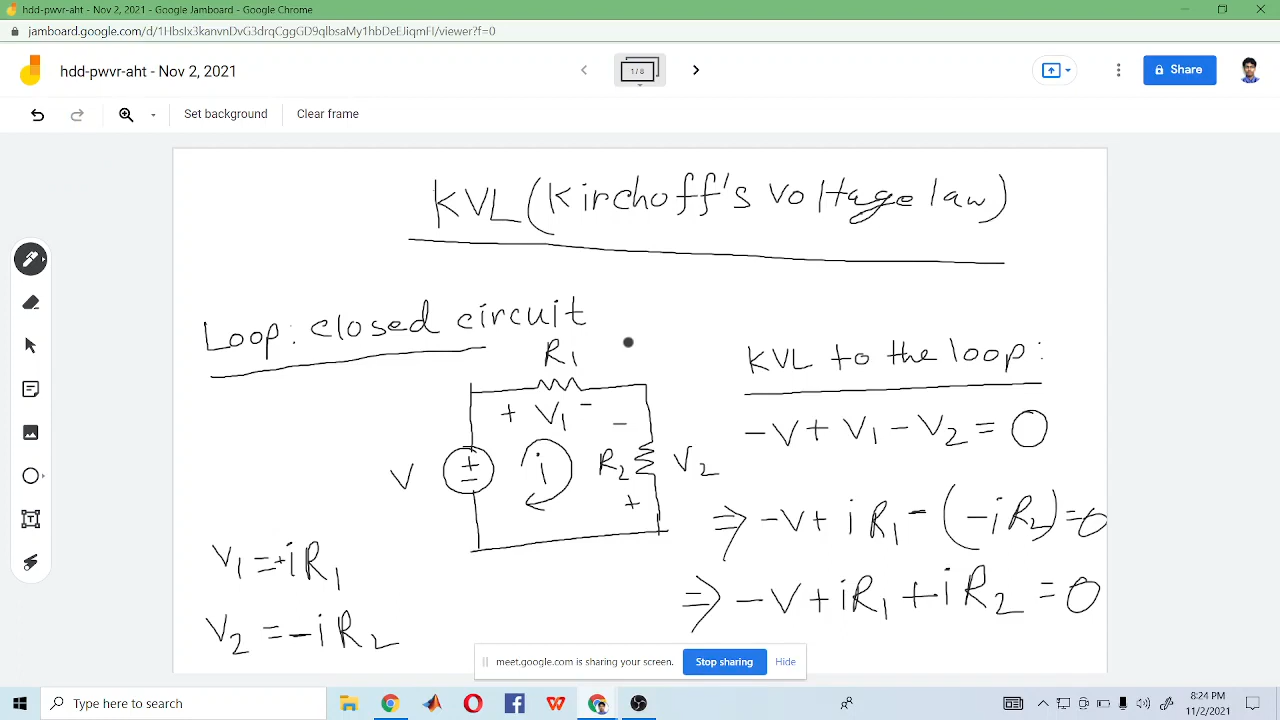 hdd-pwvr-aht - Nov 2, 2021 - Google Jamboard - Google Chrome
jamboard.google.com/d/1HbsIx3kanvnDvG3drqCggGD9qlbsaMy1hbDeEJiqmFI/viewer?f=0
hdd-pwvr-aht - Nov 2, 2021
1/8
Share
Set background
Clear frame
KVL (Kirchoff's voltage law)
Loop: closed circuit
R1
+ V1 -
-
V
+
-
i
R2
V2
+
V1 = +iR1
V2 = -iR2
KVL to the loop:
-V + V1 - V2 = 0
⇒ -V + iR1 - (-iR2) = 0
⇒ -V + iR1 + iR2 = 0
meet.google.com is sharing your screen.
Stop sharing
Hide
Type here to search
8:24 PM
11/2/2021